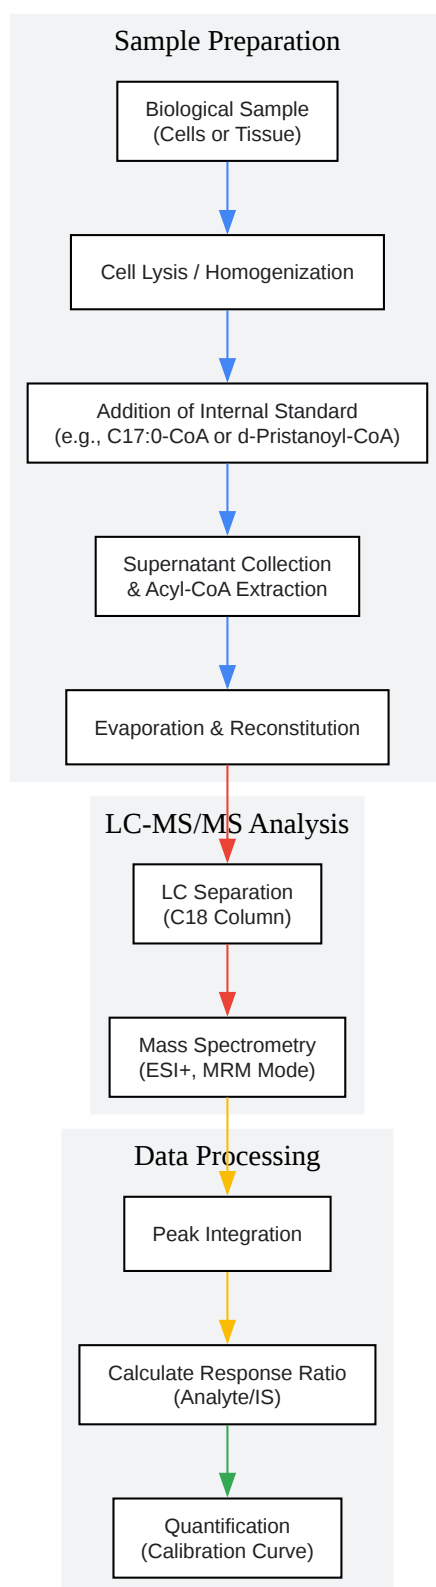 Sample Preparation
Biological Sample
(Cells or Tissue)
Cell Lysis / Homogenization
Addition of Internal Standard
(e.g., C17:0-CoA or d-Pristanoyl-CoA)
Supernatant Collection
& Acyl-CoA Extraction
Evaporation & Reconstitution
LC-MS/MS Analysis
LC Separation
(C18 Column)
Mass Spectrometry
(ESI+, MRM Mode)
Data Processing
Peak Integration
Calculate Response Ratio
(Analyte/IS)
Quantification
(Calibration Curve)